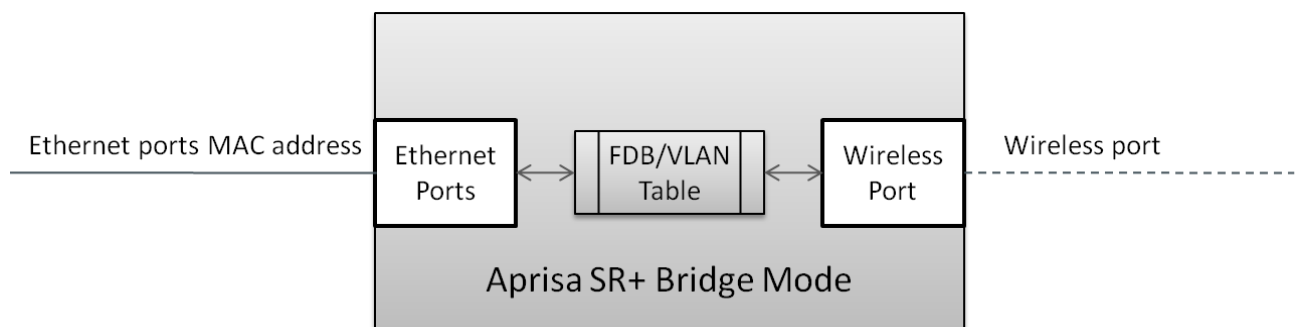 Ethernet ports MAC address
Ethernet
Ports
FDB/VLAN
Table
Wireless
Port
Wireless port
Aprisa SR+ Bridge Mode